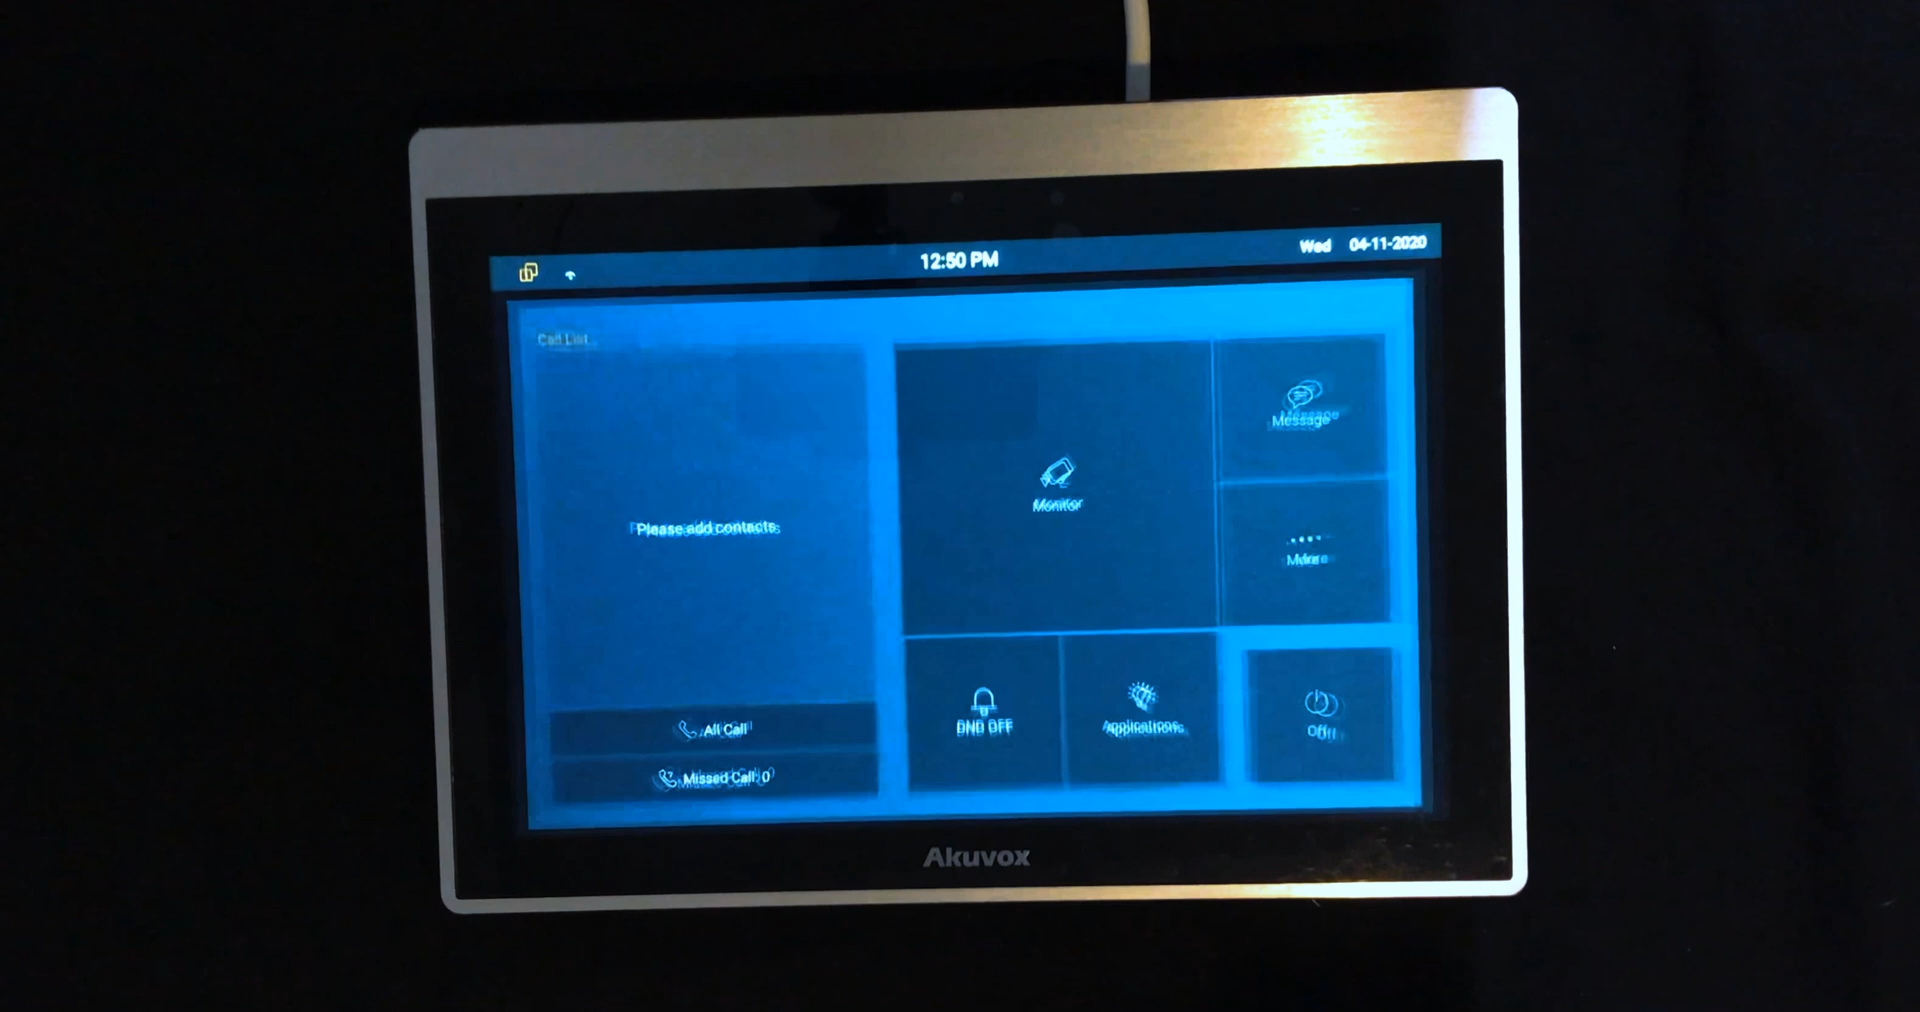 12:50 PM
Wed 04-11-2020
Call List
Please add contacts
All Call
Missed Call: 0
Monitor
Message
More
DND OFF
Applications
Off
Akuvox